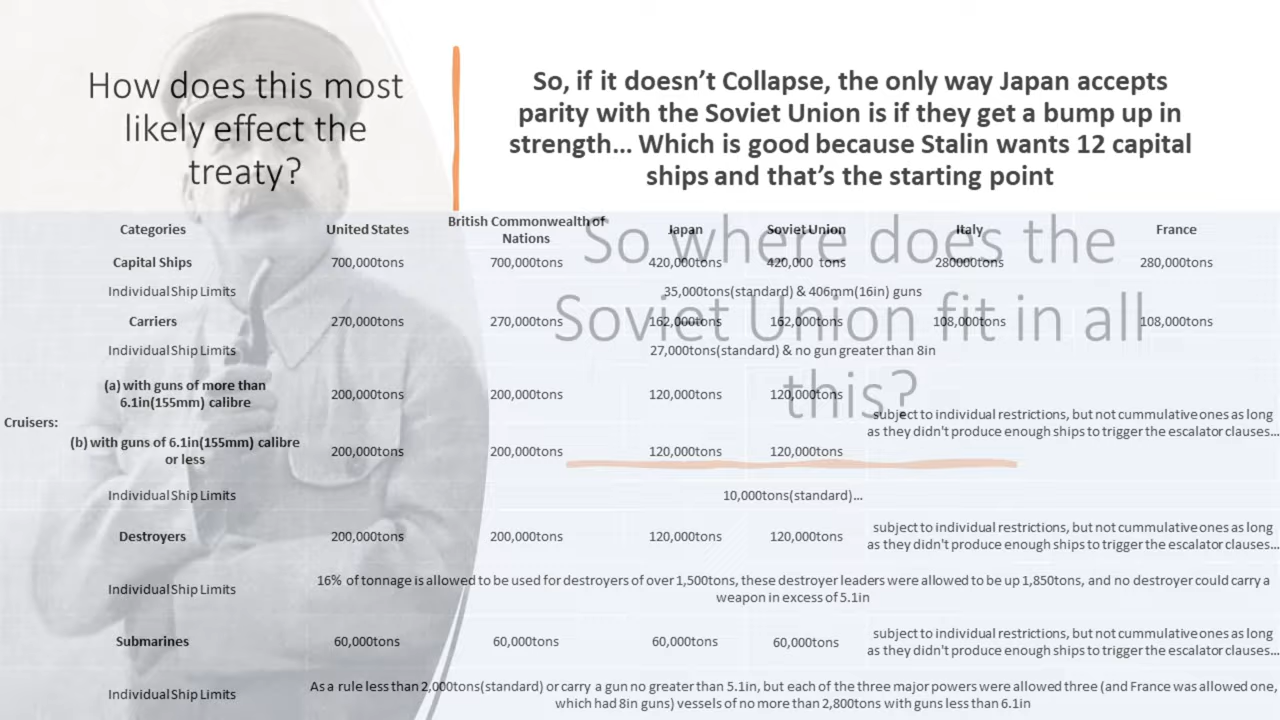 How does this most
likely effect the
treaty?
So, if it doesn’t Collapse, the only way Japan accepts
parity with the Soviet Union is if they get a bump up in
strength… Which is good because Stalin wants 12 capital
ships and that’s the starting point
So where does the
Soviet Union fit in all
this?
Categories United States British Commonwealth of Nations Japan Soviet Union Italy France
Capital Ships 700,000tons 700,000tons 420,000tons 420,000 tons 280000tons 280,000tons
Individual Ship Limits 35,000tons(standard) & 406mm(16in) guns
Carriers 270,000tons 270,000tons 162,000tons 162,000tons 108,000tons 108,000tons
Individual Ship Limits 27,000tons(standard) & no gun greater than 8in
Cruisers:
(a) with guns of more than
6.1in(155mm) calibre
200,000tons 200,000tons 120,000tons 120,000tons
subject to individual restrictions, but not cummulative ones as long
as they didn't produce enough ships to trigger the escalator clauses…
(b) with guns of 6.1in(155mm) calibre
or less
200,000tons 200,000tons 120,000tons 120,000tons
Individual Ship Limits 10,000tons(standard)…
Destroyers 200,000tons 200,000tons 120,000tons 120,000tons
subject to individual restrictions, but not cummulative ones as long
as they didn't produce enough ships to trigger the escalator clauses…
Individual Ship Limits
16% of tonnage is allowed to be used for destroyers of over 1,500tons, these destroyer leaders were allowed to be up 1,850tons, and no destroyer could carry a
weapon in excess of 5.1in
Submarines 60,000tons 60,000tons 60,000tons 60,000tons
subject to individual restrictions, but not cummulative ones as long
as they didn't produce enough ships to trigger the escalator clauses…
Individual Ship Limits
As a rule less than 2,000tons(standard) or carry a gun no greater than 5.1in, but each of the three major powers were allowed three (and France was allowed one,
which had 8in guns) vessels of no more than 2,800tons with guns less than 6.1in